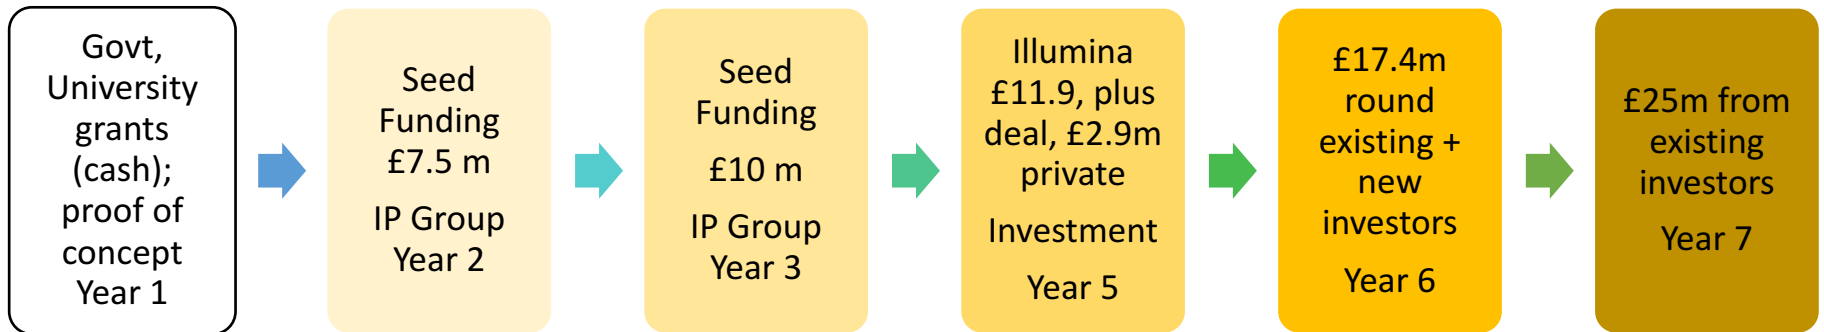 Govt,
University
grants
(cash);
proof of
concept
Year 1
Seed
Funding
£7.5 m
IP Group
Year 2
Seed
Funding
£10 m
IP Group
Year 3
Illumina
£11.9, plus
deal, £2.9m
private
Investment
Year 5
£17.4m
round
existing +
new
investors
Year 6
£25m from
existing
investors
Year 7